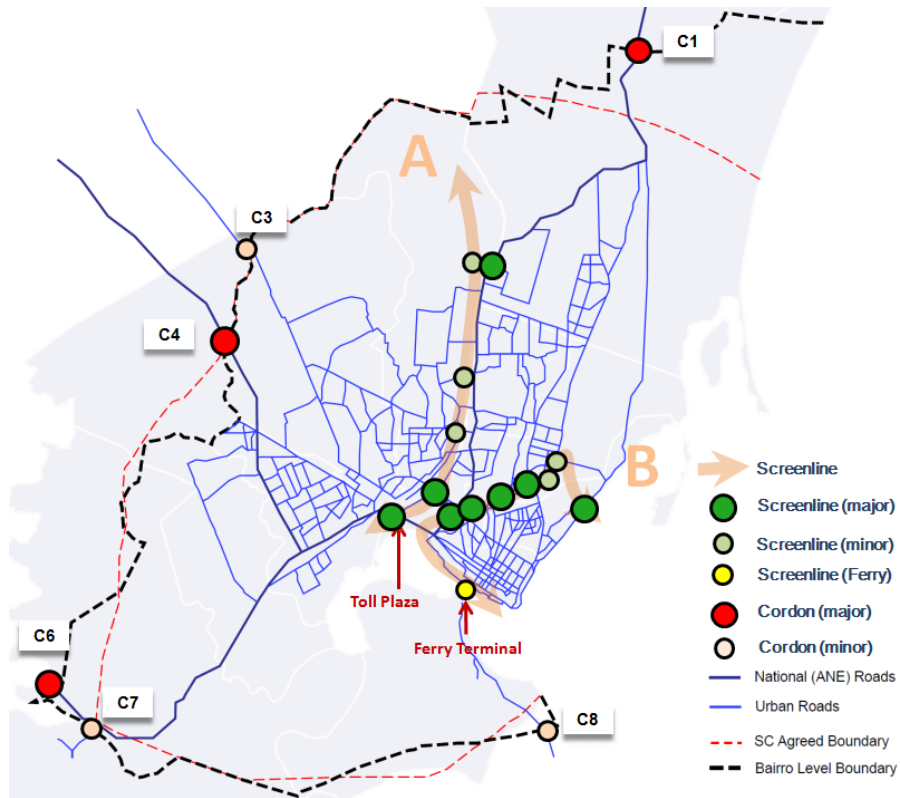 C1
A
C3
C4
B
Screenline
Screenline (major)
Screenline (minor)
Screenline (Ferry)
Cordon (major)
Cordon (minor)
National (ANE) Roads
Urban Roads
SC Agreed Boundary
Bairro Level Boundary
Toll Plaza
Ferry Terminal
C6
C7
C8